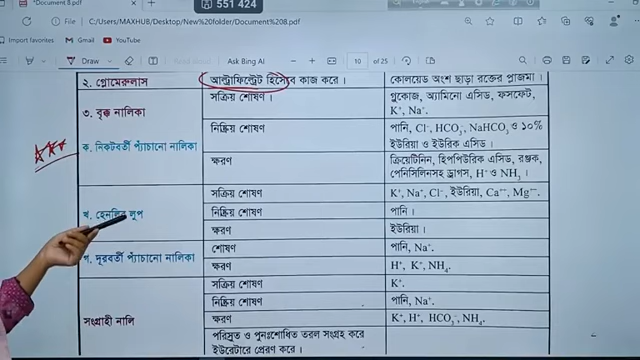 *Document 8.pdf
551 424
File
C:/Users/MAXHUB/Desktop/New%20folder/Document%208.pdf
Import favorites
Gmail
YouTube
Draw
Ask Bing AI
10 of 25
২. গ্লোমেরুলাস আল্ট্রাফিল্ট্রেট হিসেবে কাজ করে। কোলয়েড অংশ ছাড়া রক্তের প্লাজমা।
৩. বৃক্ক নালিকা
ক. নিকটবর্তী প্যাঁচানো নালিকা
সক্রিয় শোষণ। গ্লুকোজ, অ্যামিনো এসিড, ফসফেট,
K⁺, Na⁺.
নিষ্ক্রিয় শোষণ পানি, Cl⁻, HCO₃⁻, NaHCO₃ ও ১০%
ইউরিয়া ও ইউরিক এসিড।
ক্ষরণ ক্রিয়েটিনিন, হিপপিউরিক এসিড, রঞ্জক,
পেনিসিলিনসহ ড্রাগস, H⁺ ও NH₃।
খ. হেনলির লুপ
সক্রিয় শোষণ K⁺, Na⁺, Cl⁻, ইউরিয়া, Ca⁺⁺, Mg⁺⁺.
নিষ্ক্রিয় শোষণ পানি।
ক্ষরণ ইউরিয়া।
গ. দূরবর্তী প্যাঁচানো নালিকা
শোষণ পানি, Na⁺.
ক্ষরণ H⁺, K⁺, NH₄.
সংগ্রাহী নালি
সক্রিয় শোষণ K⁺.
নিষ্ক্রিয় শোষণ পানি, Na⁺.
ক্ষরণ K⁺, H⁺, HCO₃⁻, NH₄.
পরিস্রুত ও পুনঃশোধিত তরল সংগ্রহ করে
ইউরেটারে প্রেরণ করে।